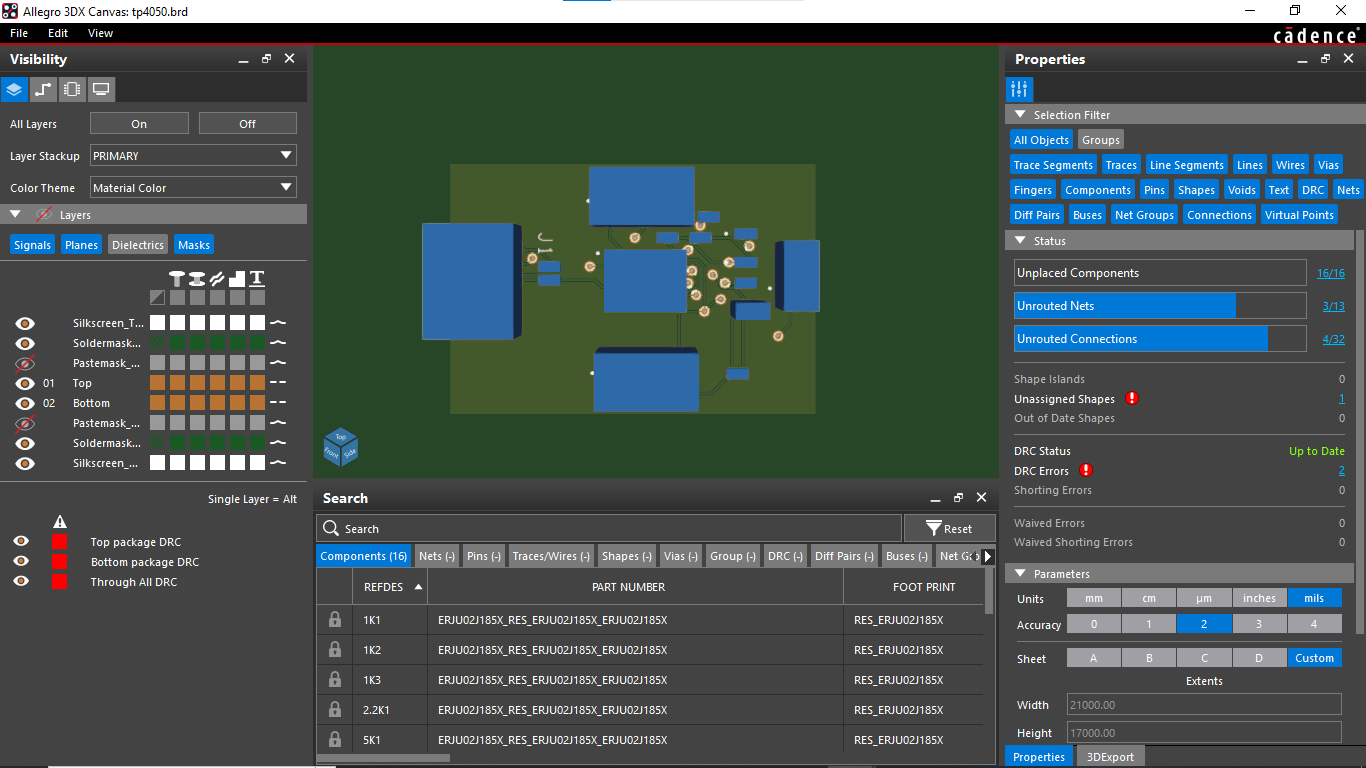 Allegro 3DX Canvas: tp4050.brd
File Edit View
cādence
Visibility
All Layers On Off
Layer Stackup PRIMARY
Color Theme Material Color
Layers
Signals Planes Dielectrics Masks
Silkscreen_T...
Soldermask...
Pastemask_...
01 Top
02 Bottom
Pastemask_...
Soldermask...
Silkscreen_...
Single Layer = Alt
Top package DRC
Bottom package DRC
Through All DRC
J1
Top
Front
Side
Search
Search Reset
Components (16) Nets (-) Pins (-) Traces/Wires (-) Shapes (-) Vias (-) Group (-) DRC (-) Diff Pairs (-) Buses (-) Net Gro
REFDES PART NUMBER FOOT PRINT
1K1 ERJU02J185X_RES_ERJU02J185X_ERJU02J185X RES_ERJU02J185X
1K2 ERJU02J185X_RES_ERJU02J185X_ERJU02J185X RES_ERJU02J185X
1K3 ERJU02J185X_RES_ERJU02J185X_ERJU02J185X RES_ERJU02J185X
2.2K1 ERJU02J185X_RES_ERJU02J185X_ERJU02J185X RES_ERJU02J185X
5K1 ERJU02J185X_RES_ERJU02J185X_ERJU02J185X RES_ERJU02J185X
Properties
Selection Filter
All Objects Groups
Trace Segments Traces Line Segments Lines Wires Vias
Fingers Components Pins Shapes Voids Text DRC Nets
Diff Pairs Buses Net Groups Connections Virtual Points
Status
Unplaced Components 16/16
Unrouted Nets 3/13
Unrouted Connections 4/32
Shape Islands 0
Unassigned Shapes 1
Out of Date Shapes 0
DRC Status Up to Date
DRC Errors 2
Shorting Errors 0
Waived Errors 0
Waived Shorting Errors 0
Parameters
Units mm cm µm inches mils
Accuracy 0 1 2 3 4
Sheet A B C D Custom
Extents
Width 21000.00
Height 17000.00
Properties 3DExport